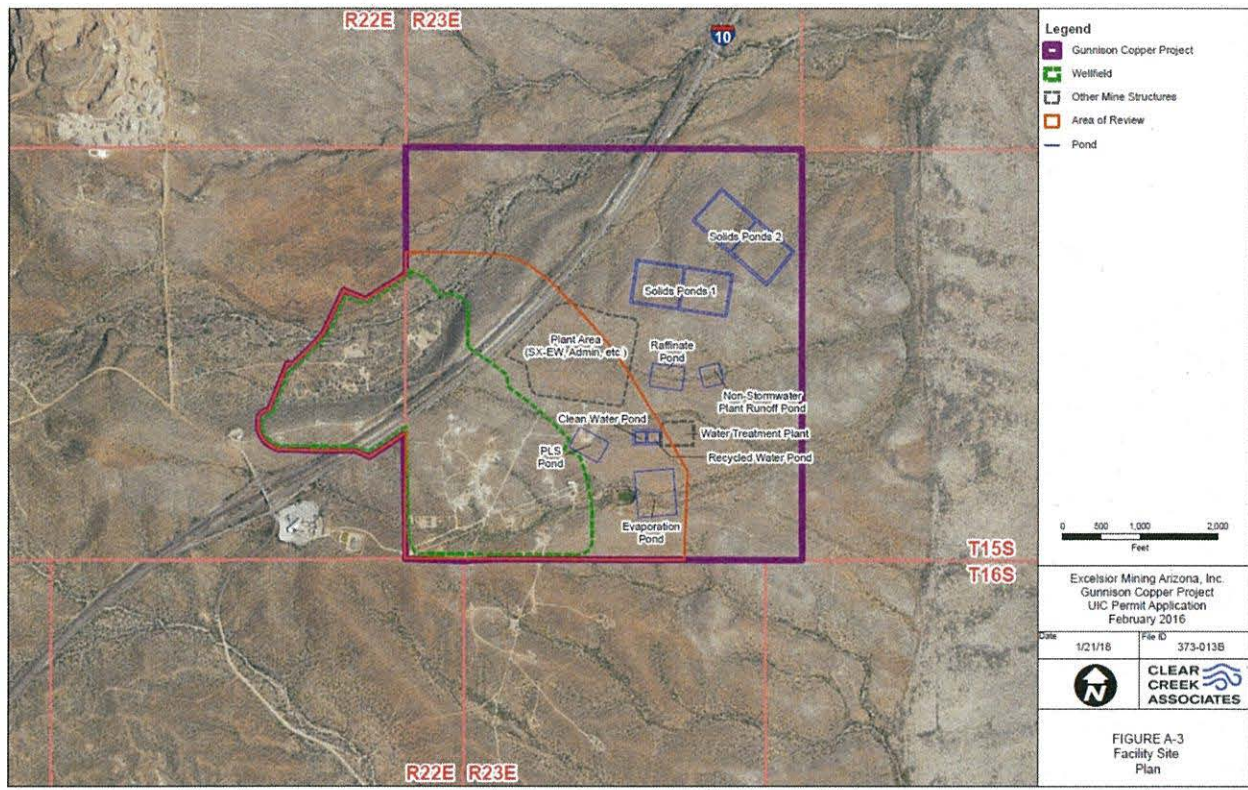 R22E R23E
10
Solids Ponds 2
Solids Ponds 1
Plant Area
(SX-EW, Admin, etc.)
Raffinate
Pond
Non-Stormwater
Plant Runoff Pond
Clean Water Pond
Water Treatment Plant
PLS
Pond
Recycled Water Pond
Evaporation
Pond
T15S
T16S
R22E R23E
Legend
Gunnison Copper Project
Wellfield
Other Mine Structures
Area of Review
Pond
0 500 1,000 2,000
Feet
Excelsior Mining Arizona, Inc.
Gunnison Copper Project
UIC Permit Application
February 2016
Date
1/21/16
File ID
373-013B
N
CLEAR
CREEK
ASSOCIATES
FIGURE A-3
Facility Site
Plan